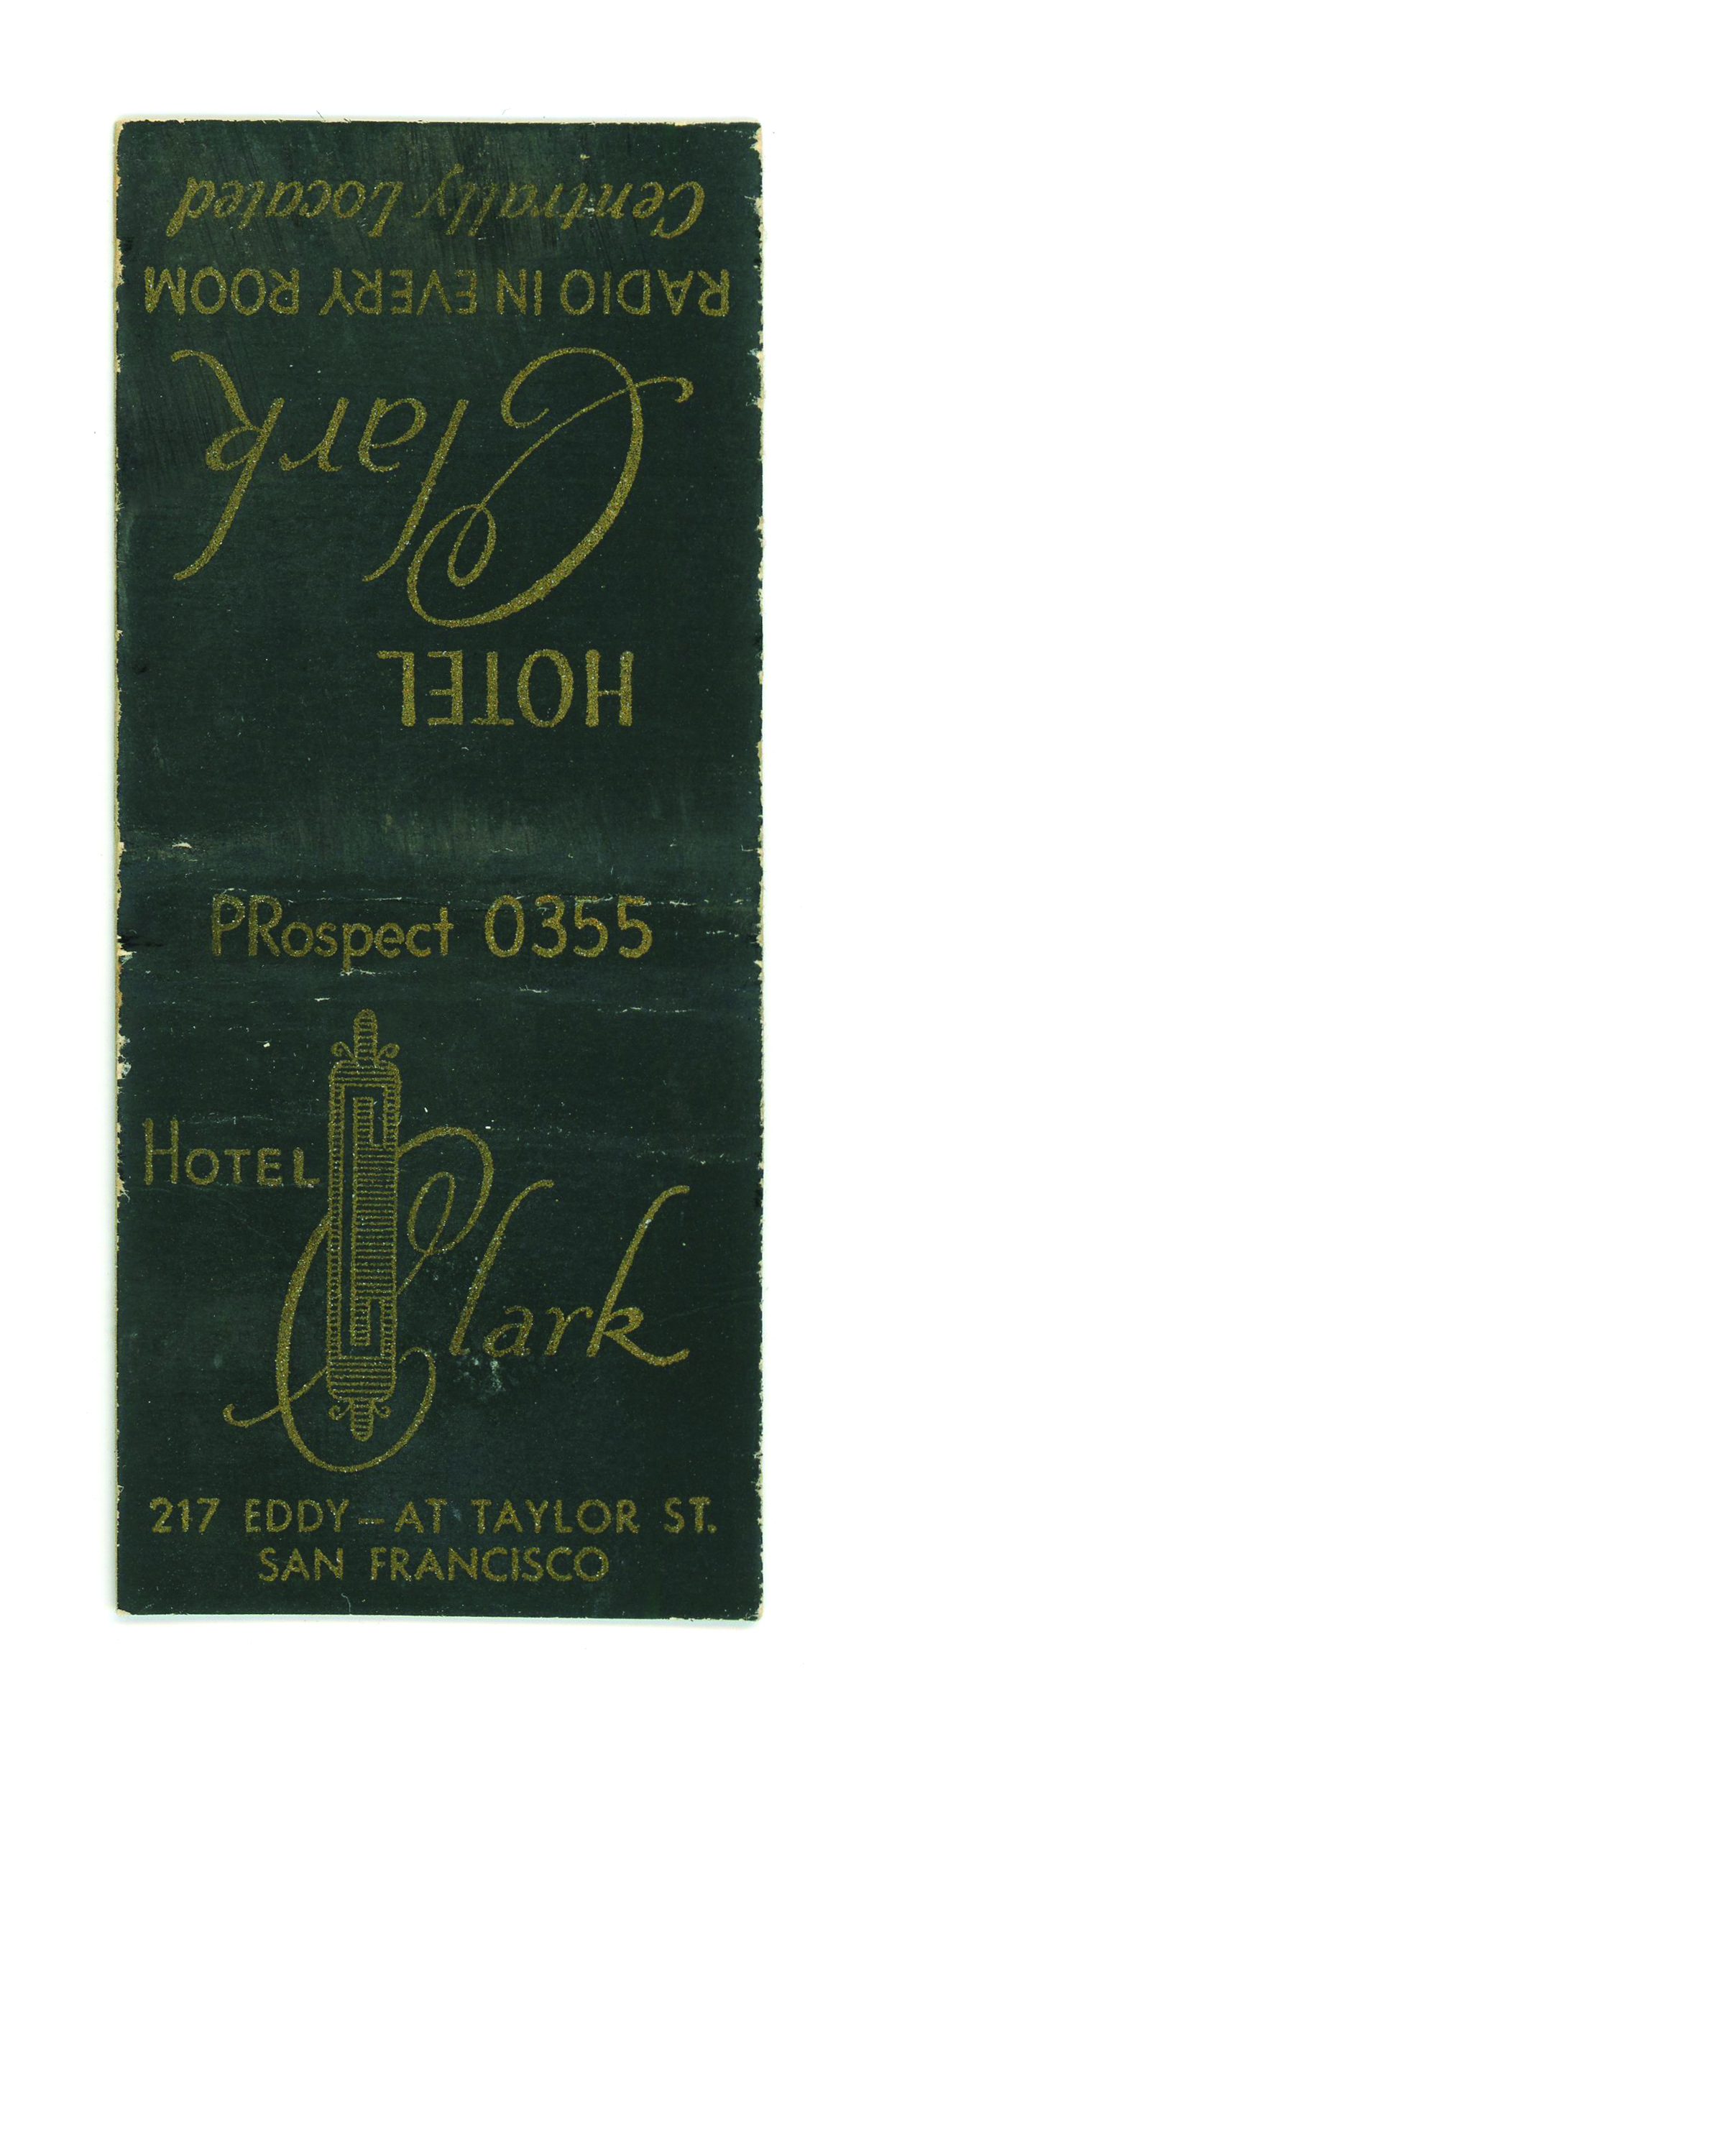 HOTEL
Clark
RADIO IN EVERY ROOM
Centrally Located
PRospect 0355
HOTEL
Clark
217 EDDY—AT TAYLOR ST.
SAN FRANCISCO